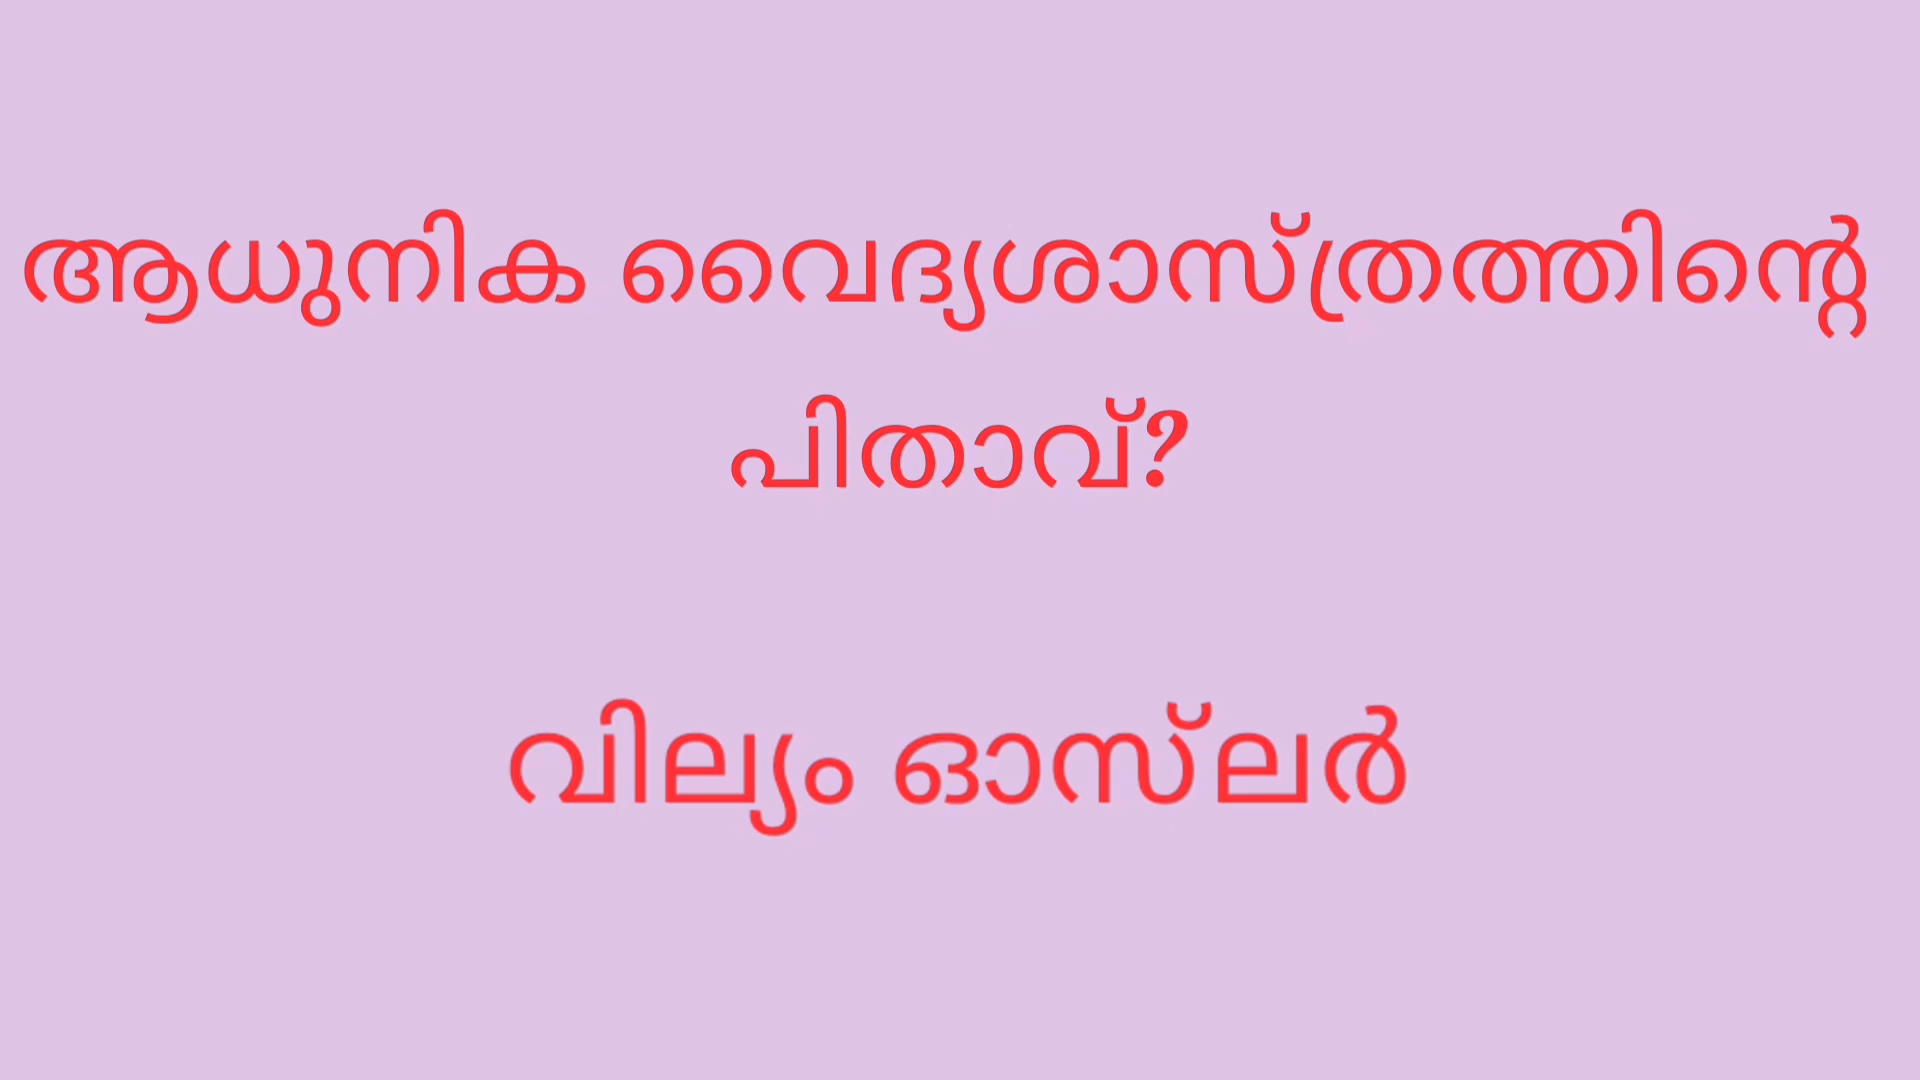 ആധുനിക വൈദ്യശാസ്ത്രത്തിന്റെ
പിതാവ്?
വില്യം ഓസ്‌ലർ